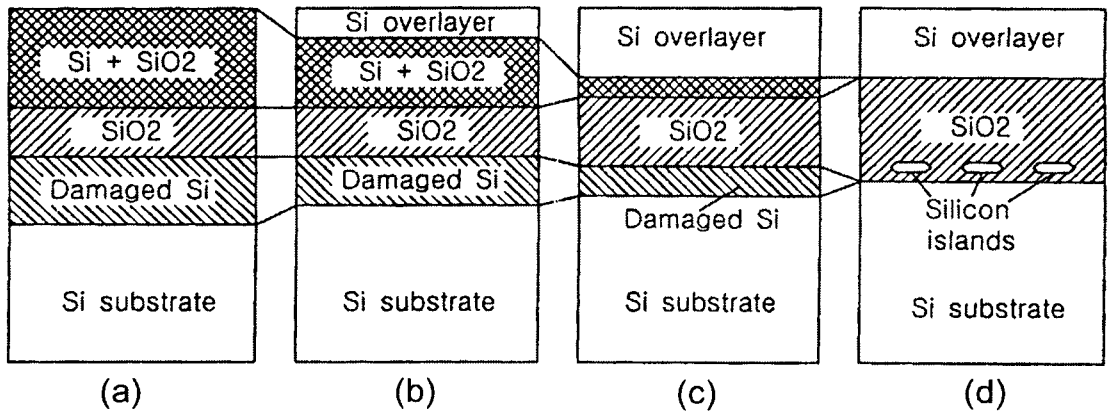 Si + SiO2
SiO2
Damaged Si
Si substrate
(a)
Si overlayer
Si + SiO2
SiO2
Damaged Si
Si substrate
(b)
Si overlayer
SiO2
Damaged Si
Si substrate
(c)
Si overlayer
SiO2
Silicon
islands
Si substrate
(d)